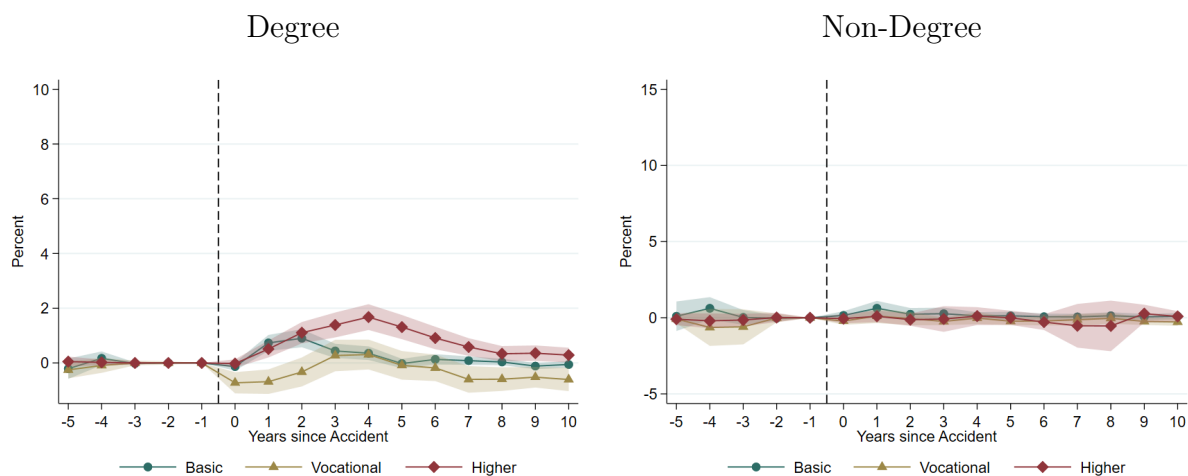 Degree
Non-Degree
Percent
10
8
6
4
2
0
-5 -4 -3 -2 -1 0 1 2 3 4 5 6 7 8 9 10
Years since Accident
Basic Vocational Higher
Percent
15
10
5
0
-5
-5 -4 -3 -2 -1 0 1 2 3 4 5 6 7 8 9 10
Years since Accident
Basic Vocational Higher